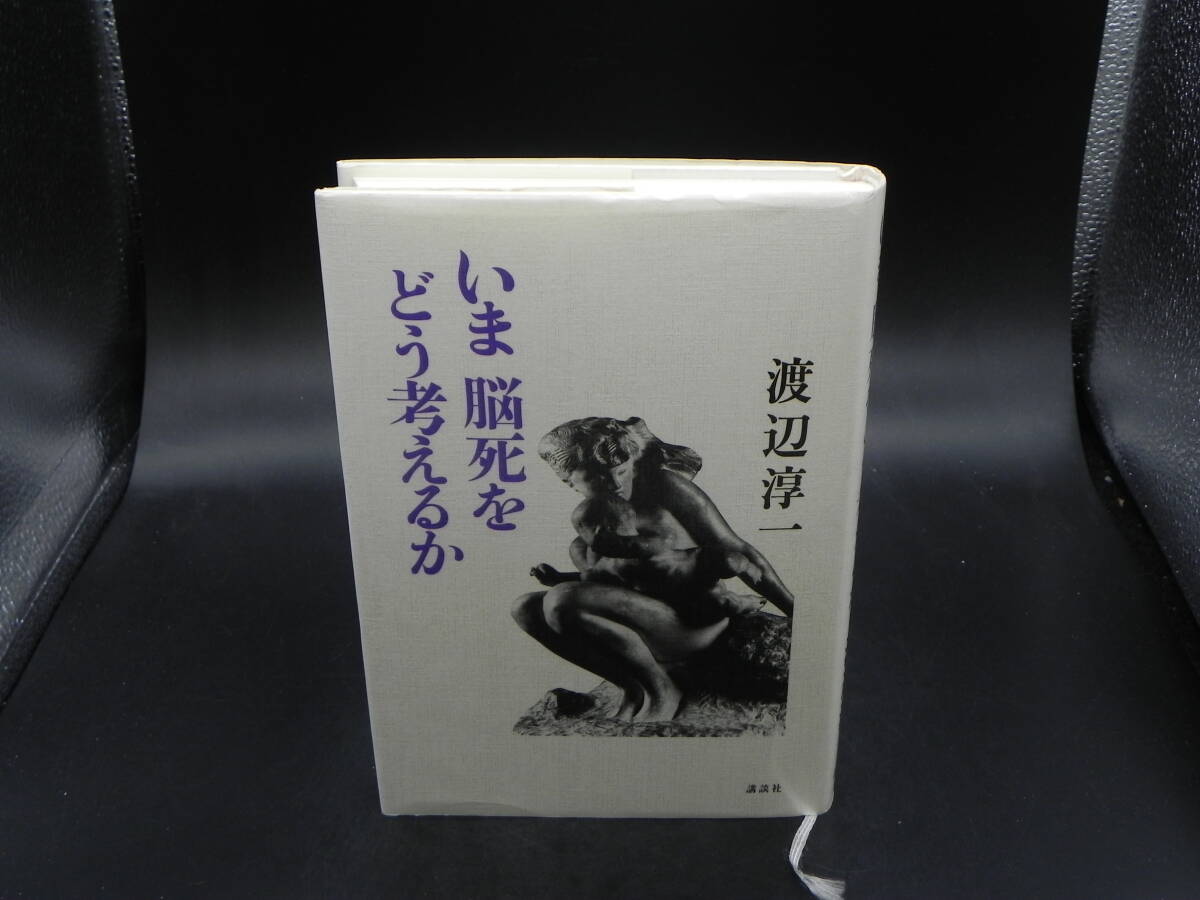 いま 脳死を
どう考えるか
渡辺淳一
講談社